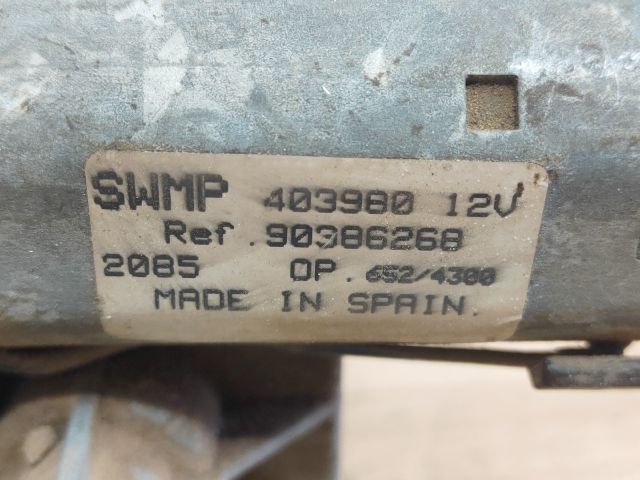 SWMP 403980 12V
Ref.90386268
2085 OP. 652/4300
MADE IN SPAIN.